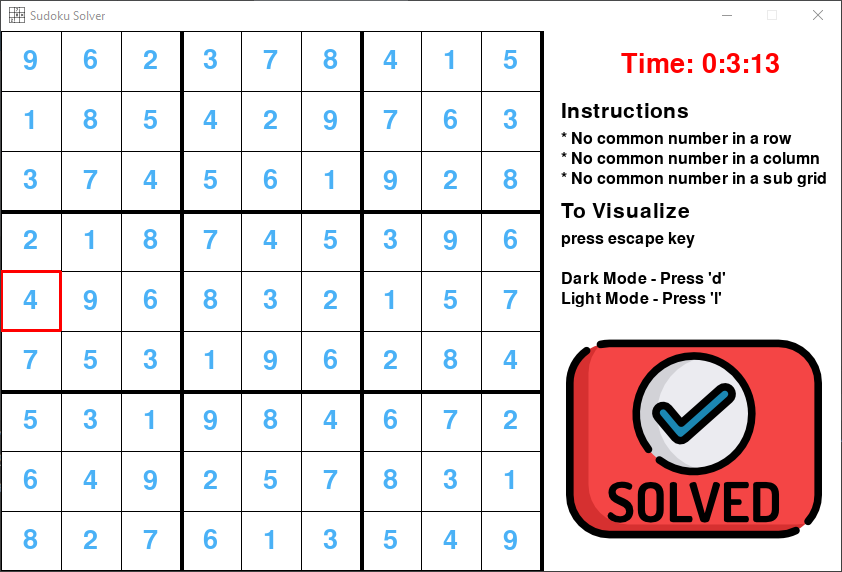 Sudoku Solver
9 6 2 3 7 8 4 1 5
1 8 5 4 2 9 7 6 3
3 7 4 5 6 1 9 2 8
2 1 8 7 4 5 3 9 6
4 9 6 8 3 2 1 5 7
7 5 3 1 9 6 2 8 4
5 3 1 9 8 4 6 7 2
6 4 9 2 5 7 8 3 1
8 2 7 6 1 3 5 4 9
Time: 0:3:13
Instructions
* No common number in a row
* No common number in a column
* No common number in a sub grid
To Visualize
press escape key
Dark Mode - Press 'd'
Light Mode - Press 'l'
SOLVED